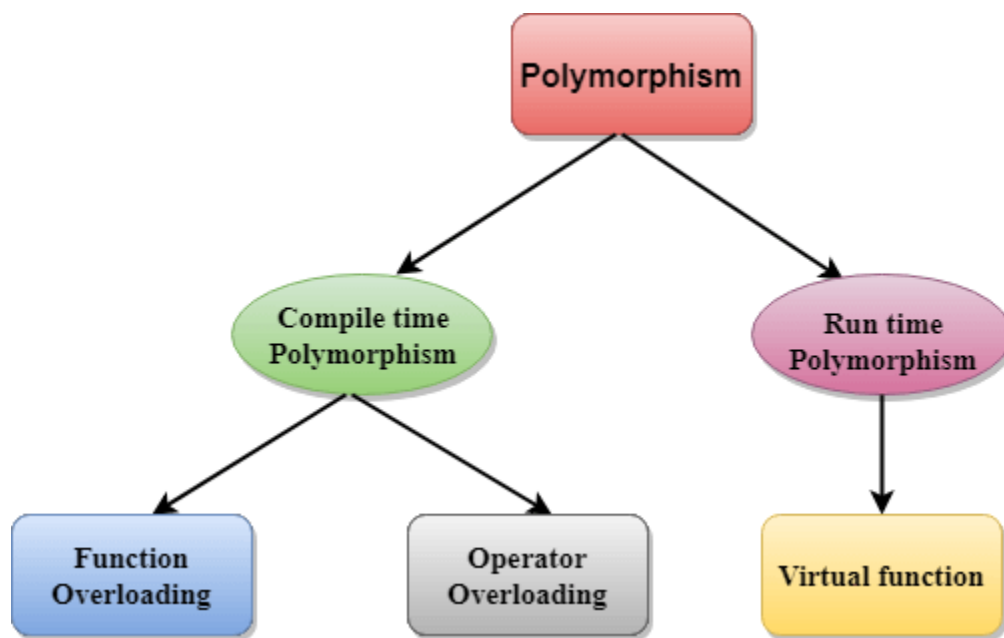 Polymorphism
Compile time
Polymorphism
Run time
Polymorphism
Function
Overloading
Operator
Overloading
Virtual function